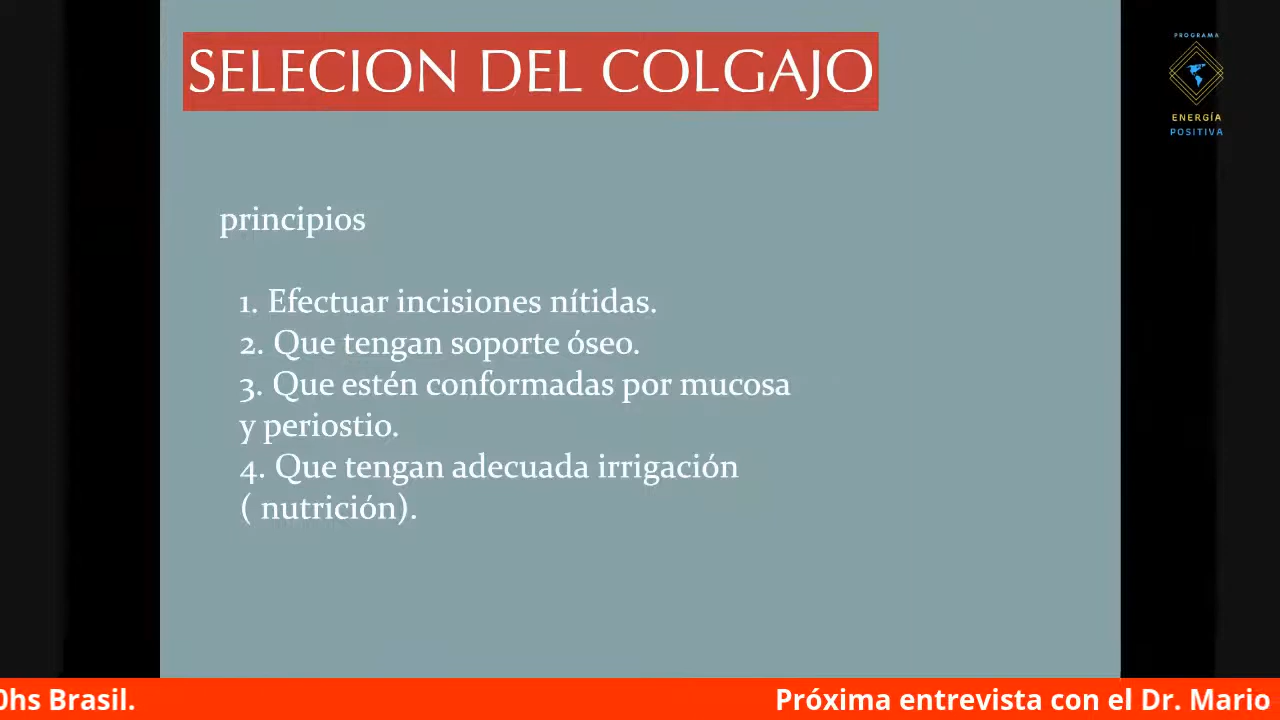 SELECION DEL COLGAJO
PROGRAMA
ENERGÍA
POSITIVA
principios
1. Efectuar incisiones nítidas.
2. Que tengan soporte óseo.
3. Que estén conformadas por mucosa
y periostio.
4. Que tengan adecuada irrigación
( nutrición).
0hs Brasil. Próxima entrevista con el Dr. Mario